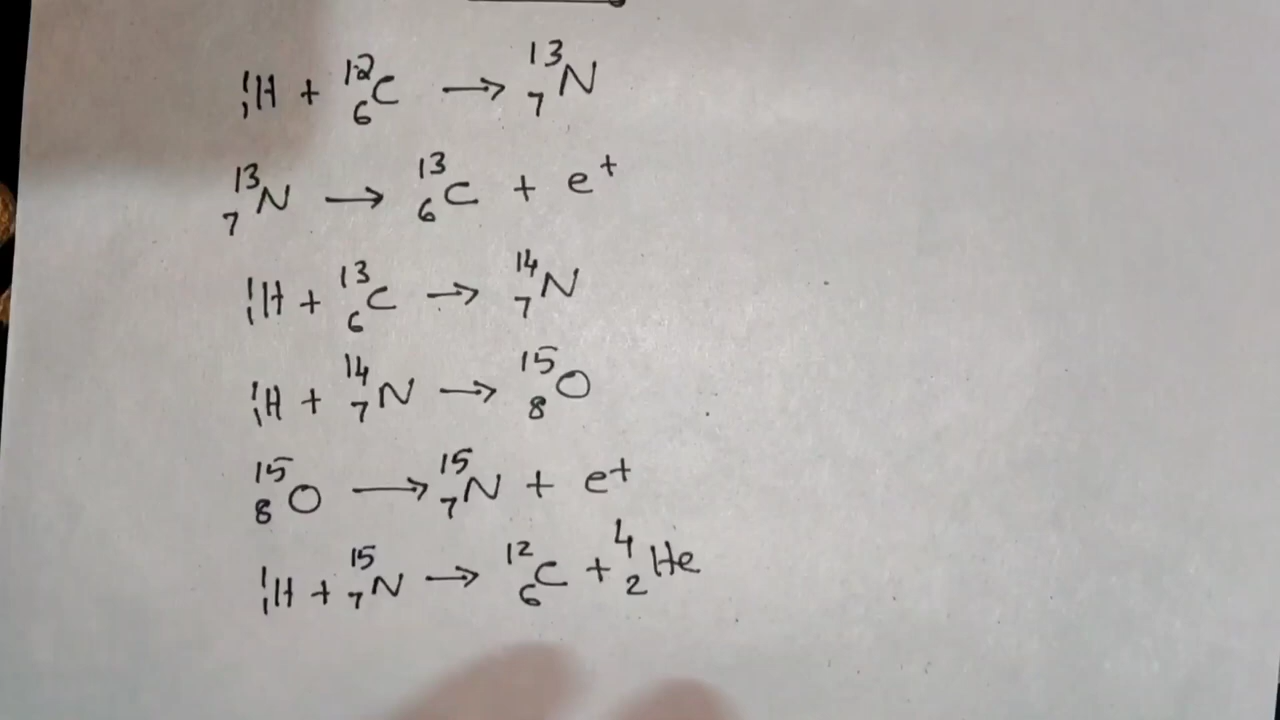 ¹₁H + ¹²₆C → ¹³₇N
¹³₇N → ¹³₆C + e⁺
¹₁H + ¹³₆C → ¹⁴₇N
¹₁H + ¹⁴₇N → ¹⁵₈O
¹⁵₈O → ¹⁵₇N + e⁺
¹₁H + ¹⁵₇N → ¹²₆C + ⁴₂He